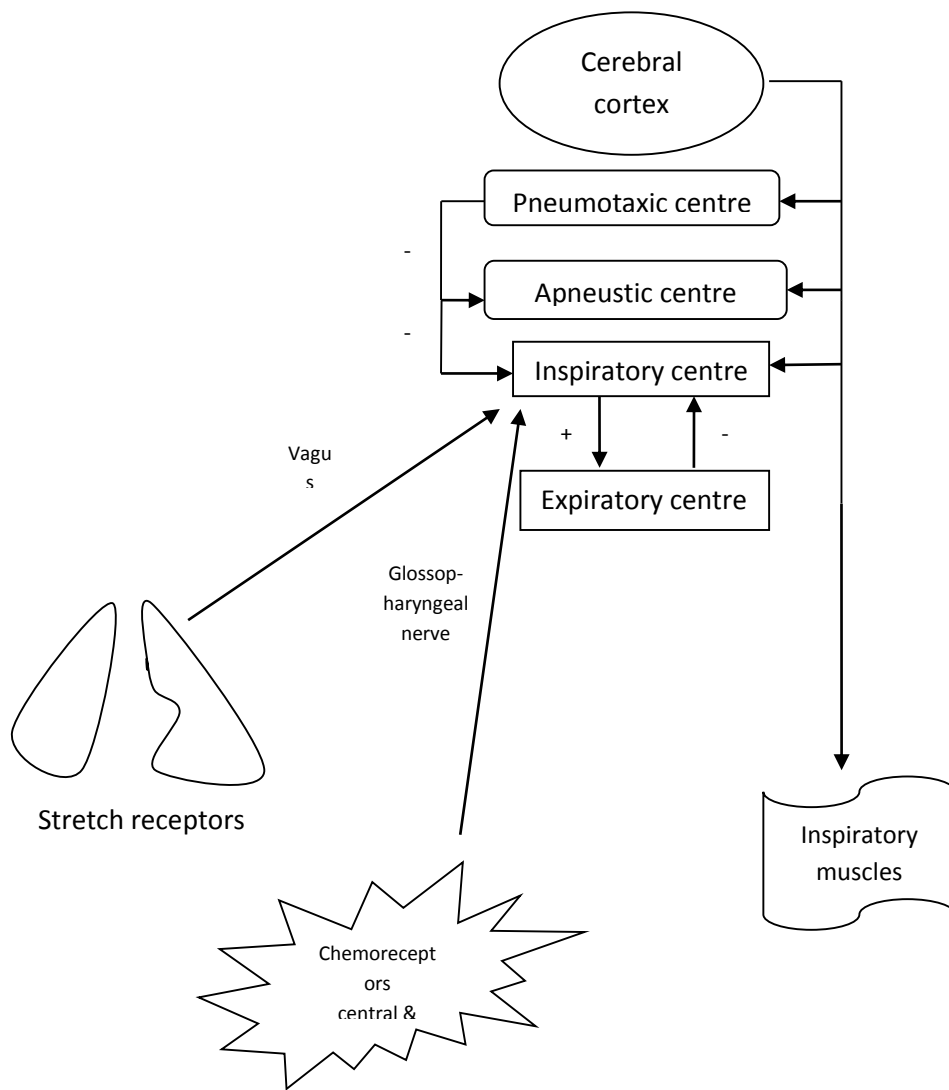 Cerebral
cortex
Pneumotaxic centre
-
Apneustic centre
-
Inspiratory centre
+
-
Vagu
s
Expiratory centre
Glossop-
haryngeal
nerve
Stretch receptors
Inspiratory
muscles
Chemorecept
ors
central &